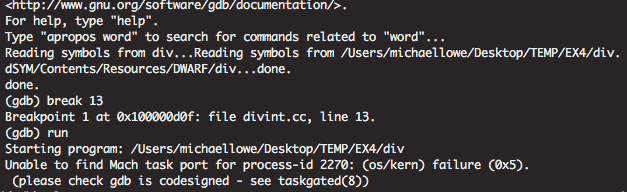 <http://www.gnu.org/software/gdb/documentation/>.
For help, type "help".
Type "apropos word" to search for commands related to "word"...
Reading symbols from div...Reading symbols from /Users/michaellowe/Desktop/TEMP/EX4/div.
dSYM/Contents/Resources/DWARF/div...done.
done.
(gdb) break 13
Breakpoint 1 at 0x100000d0f: file divint.cc, line 13.
(gdb) run
Starting program: /Users/michaellowe/Desktop/TEMP/EX4/div
Unable to find Mach task port for process-id 2270: (os/kern) failure (0x5).
 (please check gdb is codesigned - see taskgated(8))